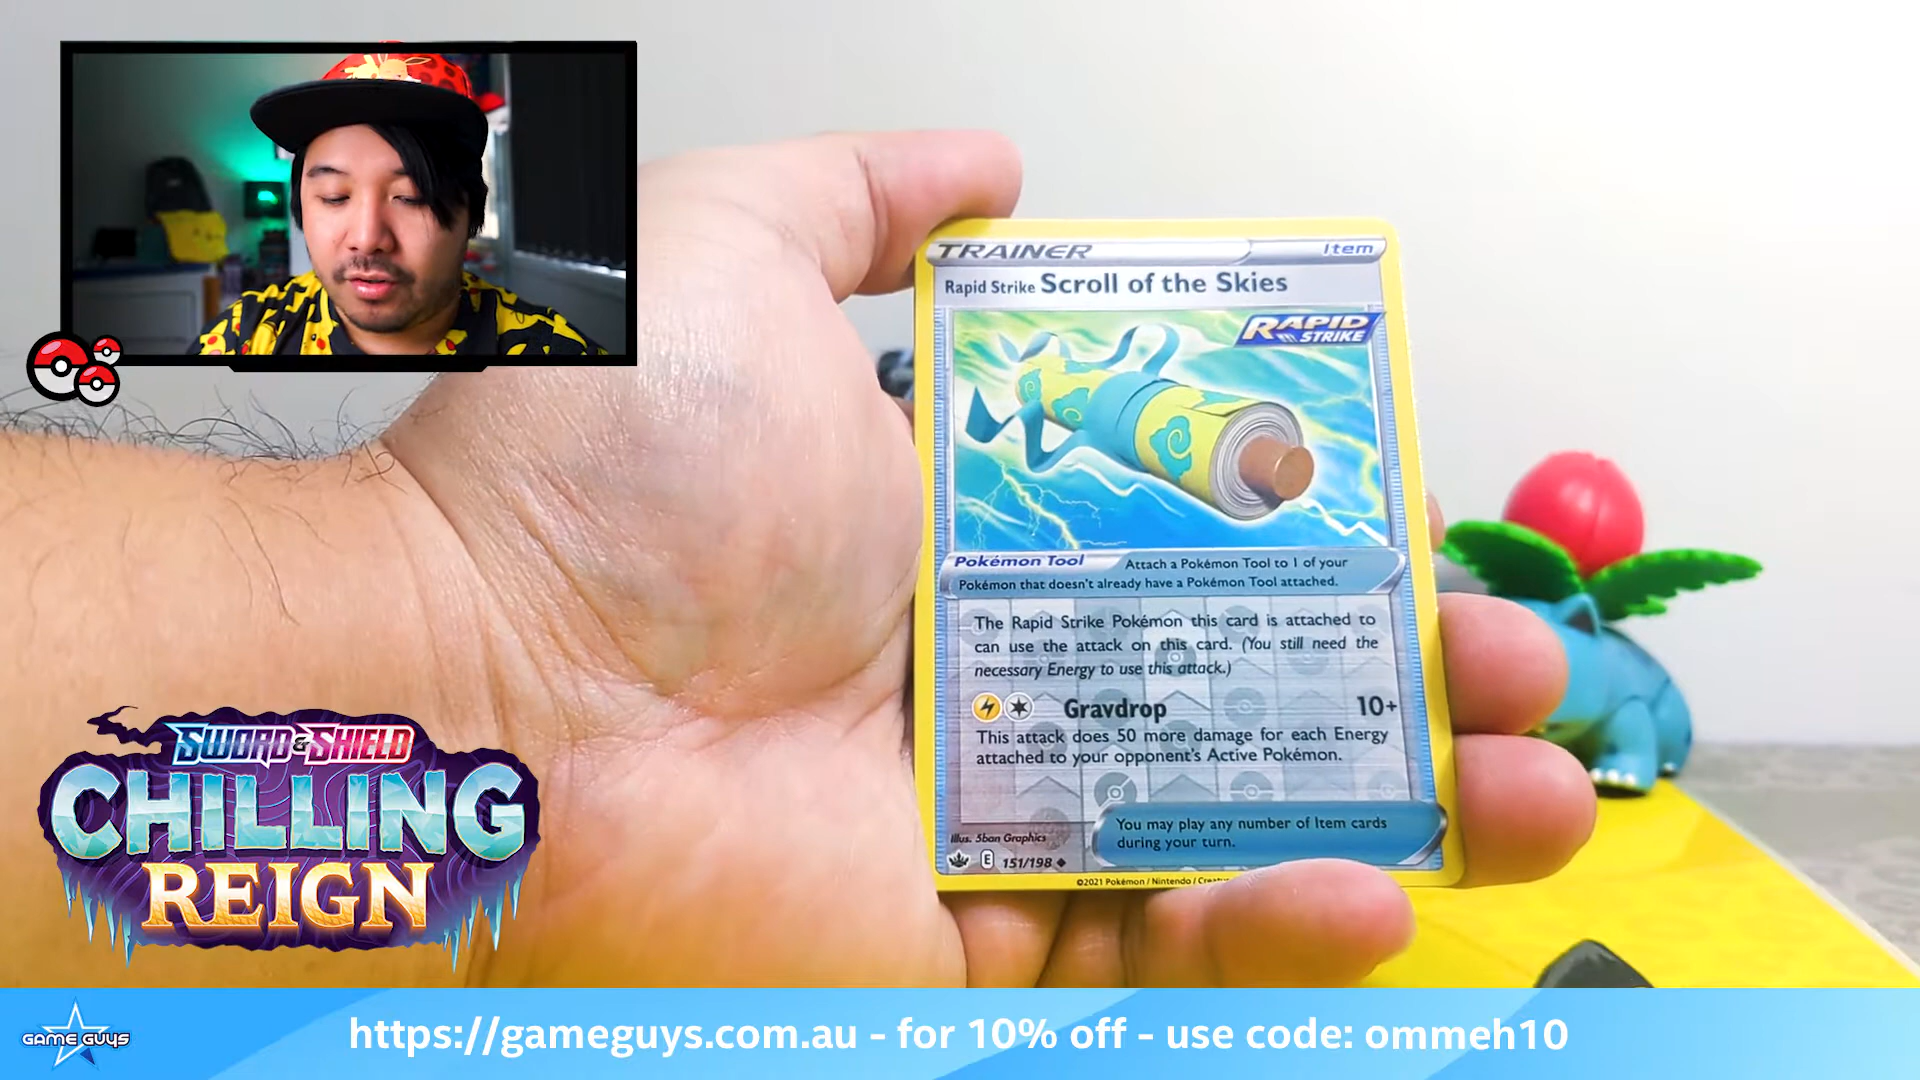 TRAINER
Item
Rapid Strike Scroll of the Skies
RAPID
STRIKE
Pokémon Tool
Attach a Pokémon Tool to 1 of your
Pokémon that doesn't already have a Pokémon Tool attached.
The Rapid Strike Pokémon this card is attached to
can use the attack on this card. (You still need the
necessary Energy to use this attack.)
Gravdrop 10+
This attack does 50 more damage for each Energy
attached to your opponent's Active Pokémon.
You may play any number of Item cards
during your turn.
Illus. 5ban Graphics
E 151/198
©2021 Pokémon / Nintendo /
SWORD & SHIELD
CHILLING
REIGN
GAME GUYS
https://gameguys.com.au - for 10% off - use code: ommeh10